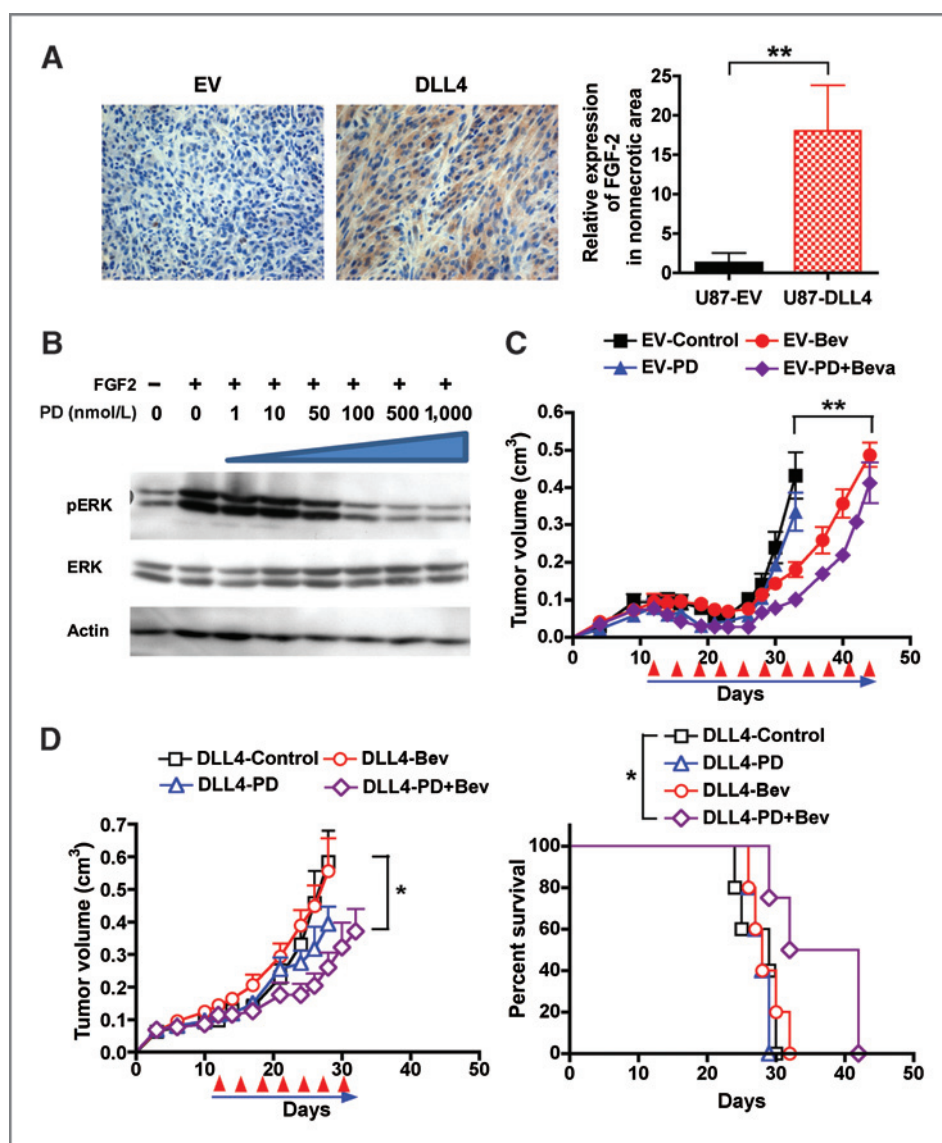 A
EV
DLL4
**
Relative expression
of FGF-2
in nonnecrotic area
25
20
15
10
5
0
U87-EV
U87-DLL4
B
FGF2 – + + + + + + +
PD (nmol/L) 0 0 1 10 50 100 500 1,000
pERK
ERK
Actin
C
EV-Control
EV-Bev
EV-PD
EV-PD+Beva
**
Tumor volume (cm³)
0.6
0.5
0.4
0.3
0.2
0.1
0.0
0 10 20 30 40 50
Days
D
DLL4-Control
DLL4-Bev
DLL4-PD
DLL4-PD+Bev
*
Tumor volume (cm³)
0.7
0.6
0.5
0.4
0.3
0.2
0.1
0.0
0 10 20 30 40 50
Days
*
DLL4-Control
DLL4-PD
DLL4-Bev
DLL4-PD+Bev
Percent survival
100
80
60
40
20
0
0 20 30 40 50
Days